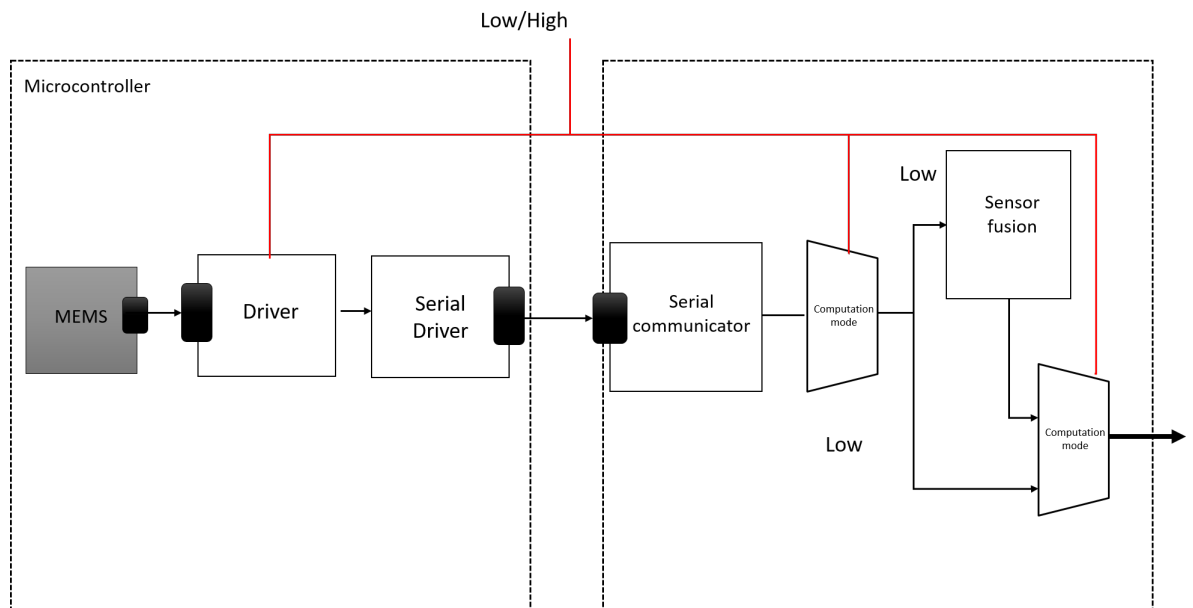 Low/High
Microcontroller
Low
Sensor
fusion
MEMS
Driver
Serial
Driver
Serial
communicator
Computation
mode
Computation
mode
Low